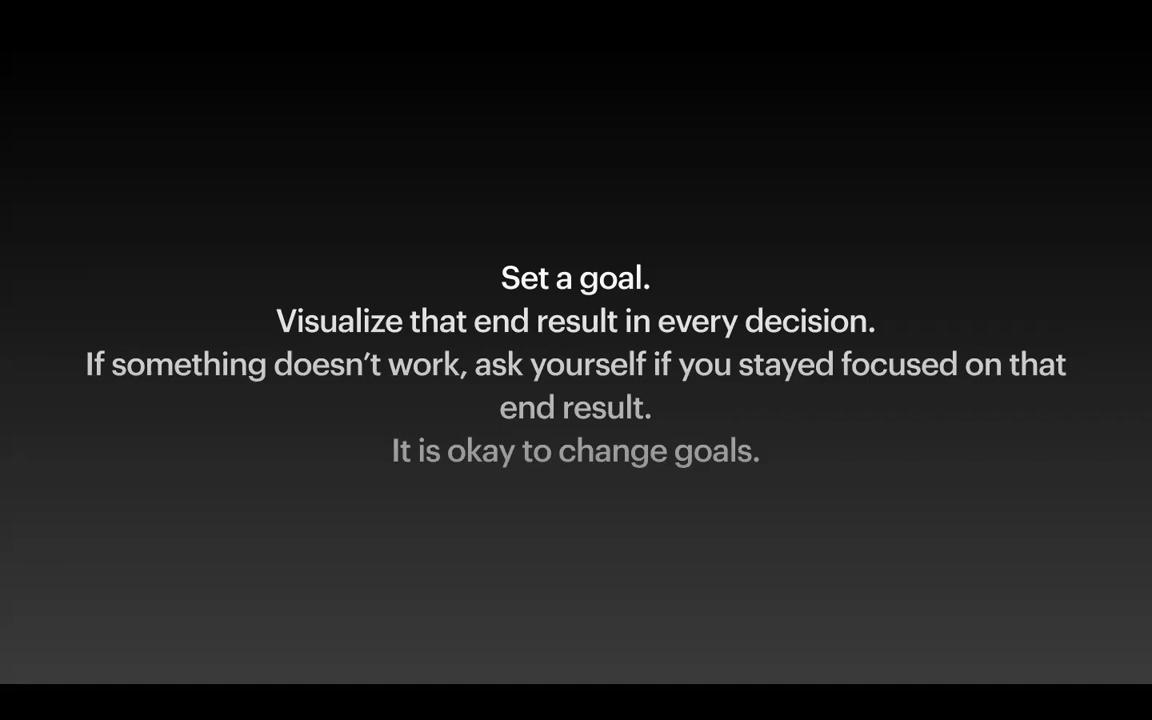 Set a goal.
Visualize that end result in every decision.
If something doesn’t work, ask yourself if you stayed focused on that
end result.
It is okay to change goals.